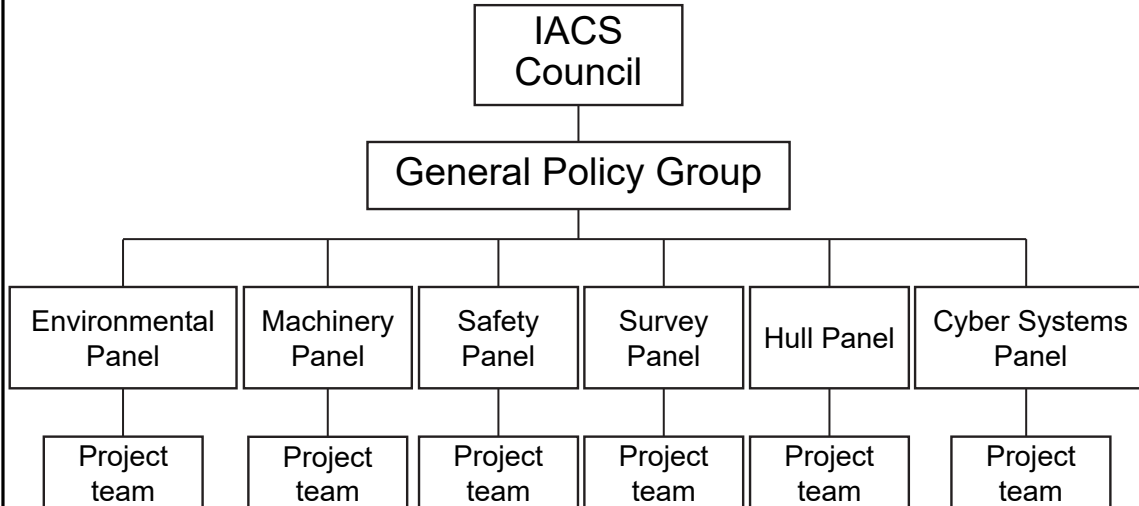 IACS
Council
General Policy Group
Environmental
Panel
Machinery
Panel
Safety
Panel
Survey
Panel
Hull Panel
Cyber Systems
Panel
Project
team
Project
team
Project
team
Project
team
Project
team
Project
team